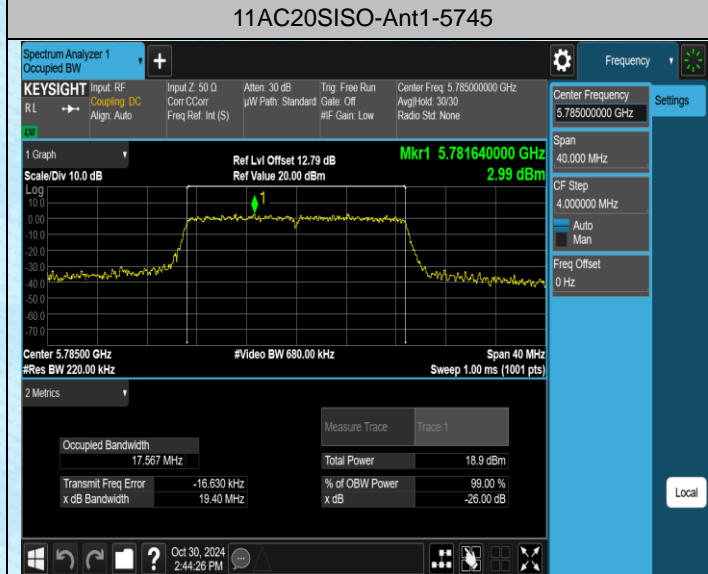 11AC20SISO-Ant1-5745
Spectrum Analyzer 1
Occupied BW
+
Frequency
KEYSIGHT
RL
LXI
Input: RF
Coupling: DC
Align: Auto
Input Z: 50 Ω
Corr CCorr
Freq Ref: Int (S)
Atten: 30 dB
µW Path: Standard
Trig: Free Run
Gate: Off
#IF Gain: Low
Center Freq: 5.785000000 GHz
Avg|Hold: 30/30
Radio Std: None
Center Frequency
5.785000000 GHz
Settings
Span
40.000 MHz
CF Step
4.000000 MHz
Auto
Man
Freq Offset
0 Hz
1 Graph
Scale/Div 10.0 dB
Ref Lvl Offset 12.79 dB
Ref Value 20.00 dBm
Mkr1 5.781640000 GHz
2.99 dBm
Log
10.0
0.00
-10.0
-20.0
-30.0
-40.0
-50.0
-60.0
-70.0
1
Center 5.78500 GHz
#Res BW 220.00 kHz
#Video BW 680.00 kHz
Span 40 MHz
Sweep 1.00 ms (1001 pts)
2 Metrics
Measure Trace Trace 1
Occupied Bandwidth
17.567 MHz
Total Power 18.9 dBm
Transmit Freq Error -16.630 kHz
% of OBW Power 99.00 %
x dB Bandwidth 19.40 MHz
x dB -26.00 dB
Local
?
Oct 30, 2024
2:44:26 PM